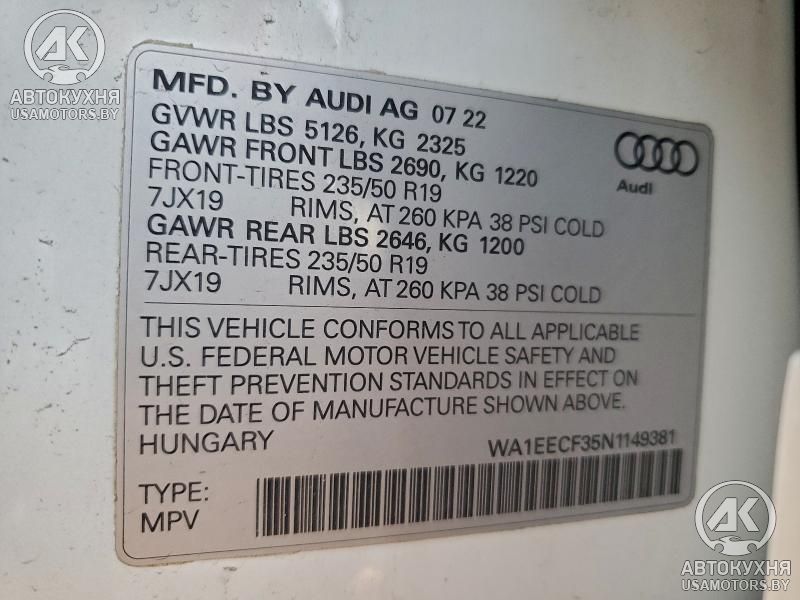 AK
АВТОКУХНЯ
USAMOTORS.BY
MFD. BY AUDI AG 07 22
GVWR LBS 5126, KG 2325
GAWR FRONT LBS 2690, KG 1220
FRONT-TIRES 235/50 R19
7JX19 RIMS, AT 260 KPA 38 PSI COLD
GAWR REAR LBS 2646, KG 1200
REAR-TIRES 235/50 R19
7JX19 RIMS, AT 260 KPA 38 PSI COLD
Audi
THIS VEHICLE CONFORMS TO ALL APPLICABLE
U.S. FEDERAL MOTOR VEHICLE SAFETY AND
THEFT PREVENTION STANDARDS IN EFFECT ON
THE DATE OF MANUFACTURE SHOWN ABOVE.
HUNGARY WA1EECF35N1149381
TYPE:
MPV
AK
АВТОКУХНЯ
USAMOTORS.BY